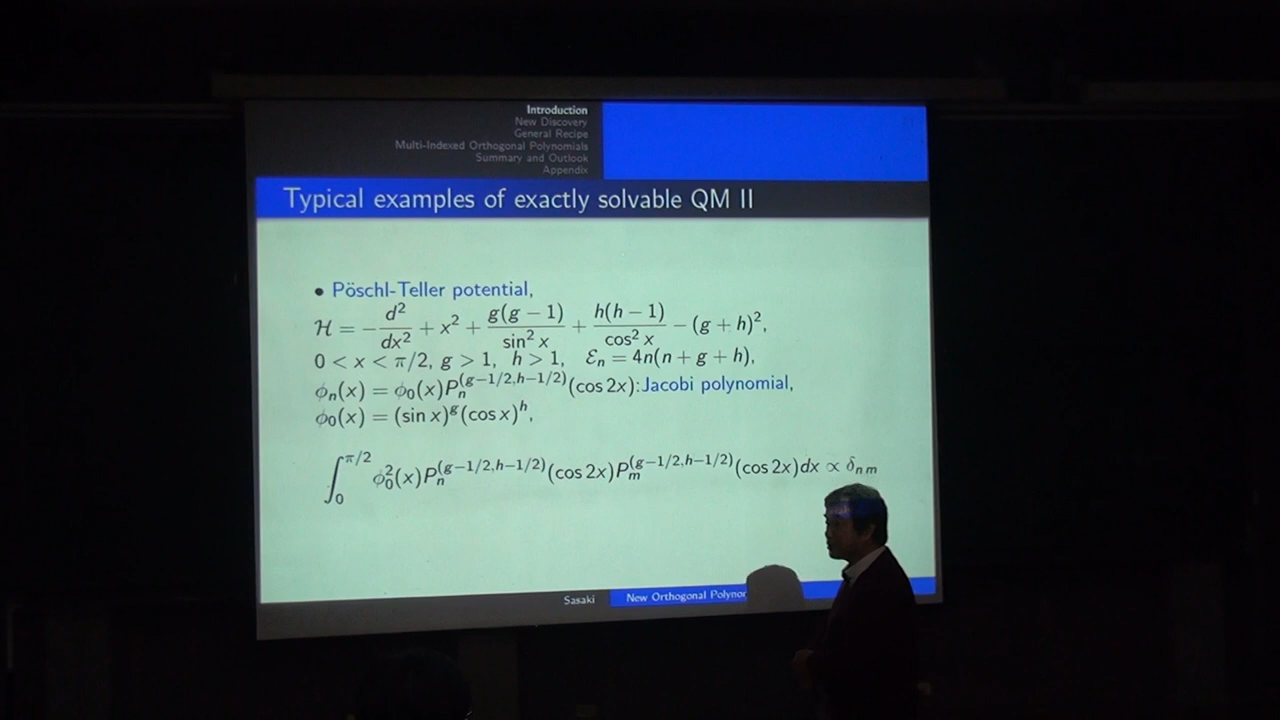 Introduction
New Discovery
General Recipe
Multi-Indexed Orthogonal Polynomials
Summary and Outlook
Appendix
Typical examples of exactly solvable QM II
• Pöschl-Teller potential,
ℋ = −d²/dx² + x² + g(g − 1)/sin² x + h(h − 1)/cos² x − (g + h)²,
0 < x < π/2, g > 1, h > 1, ℰₙ = 4n(n + g + h),
ϕₙ(x) = ϕ₀(x)Pₙ^(g−1/2,h−1/2)(cos 2x): Jacobi polynomial,
ϕ₀(x) = (sin x)^g (cos x)^h,
∫₀^π/2 ϕ₀²(x)Pₙ^(g−1/2,h−1/2)(cos 2x)Pₘ^(g−1/2,h−1/2)(cos 2x)dx ∝ δₙ ₘ
Sasaki New Orthogonal Polynor